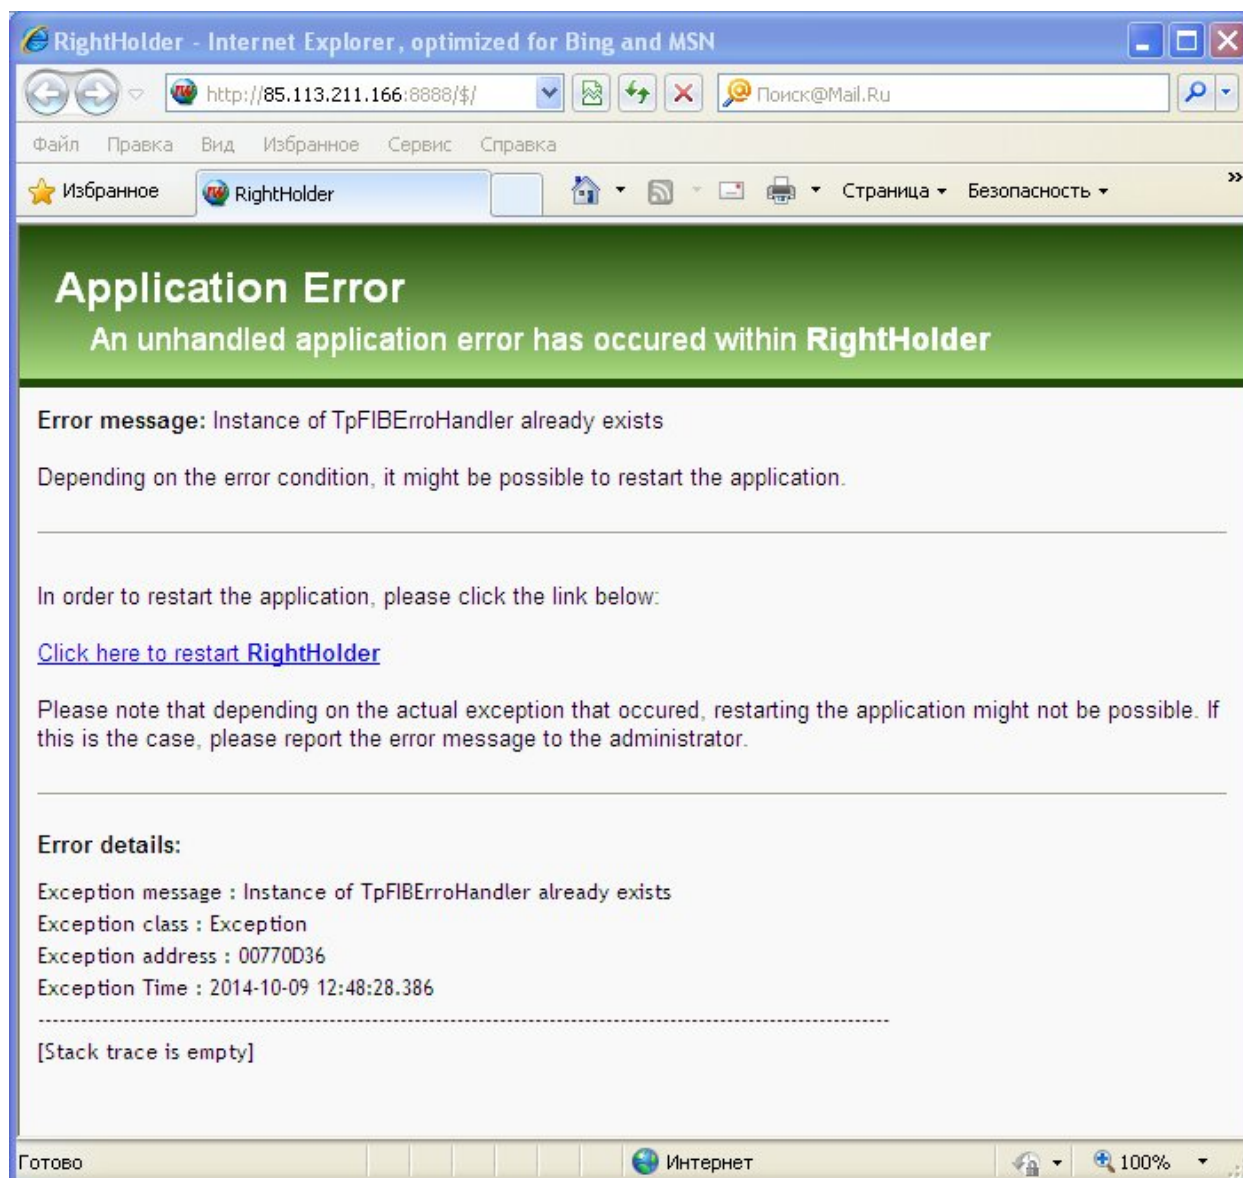 RightHolder - Internet Explorer, optimized for Bing and MSN
http://85.113.211.166:8888/$/
Поиск@Mail.Ru
Файл Правка Вид Избранное Сервис Справка
Избранное RightHolder Страница Безопасность »
Application Error
An unhandled application error has occured within RightHolder
Error message: Instance of TpFIBErroHandler already exists
Depending on the error condition, it might be possible to restart the application.
In order to restart the application, please click the link below:
Click here to restart RightHolder
Please note that depending on the actual exception that occured, restarting the application might not be possible. If
this is the case, please report the error message to the administrator.
Error details:
Exception message : Instance of TpFIBErroHandler already exists
Exception class : Exception
Exception address : 00770D36
Exception Time : 2014-10-09 12:48:28.386
------------------------------------------------------------------------------------------------------------------------
[Stack trace is empty]
Готово Интернет 100%